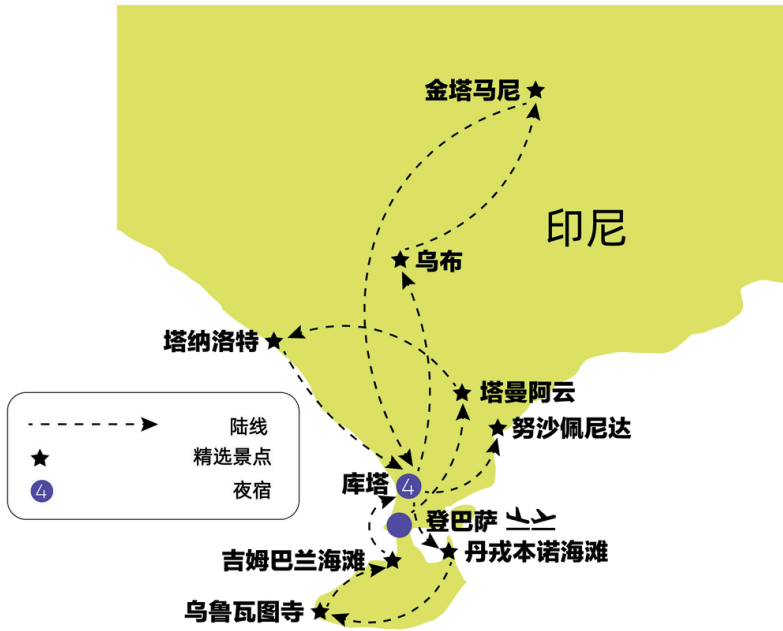 金塔马尼
印尼
乌布
塔纳洛特
塔曼阿云
努沙佩尼达
陆线
精选景点
4
夜宿
库塔
4
登巴萨
吉姆巴兰海滩
丹戎本诺海滩
乌鲁瓦图寺